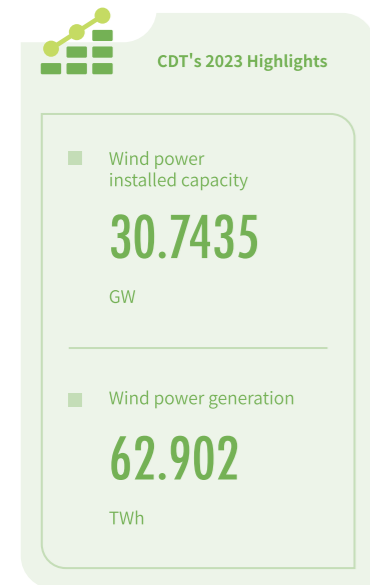 CDT's 2023 Highlights
Wind power
installed capacity
30.7435
GW
Wind power generation
62.902
TWh